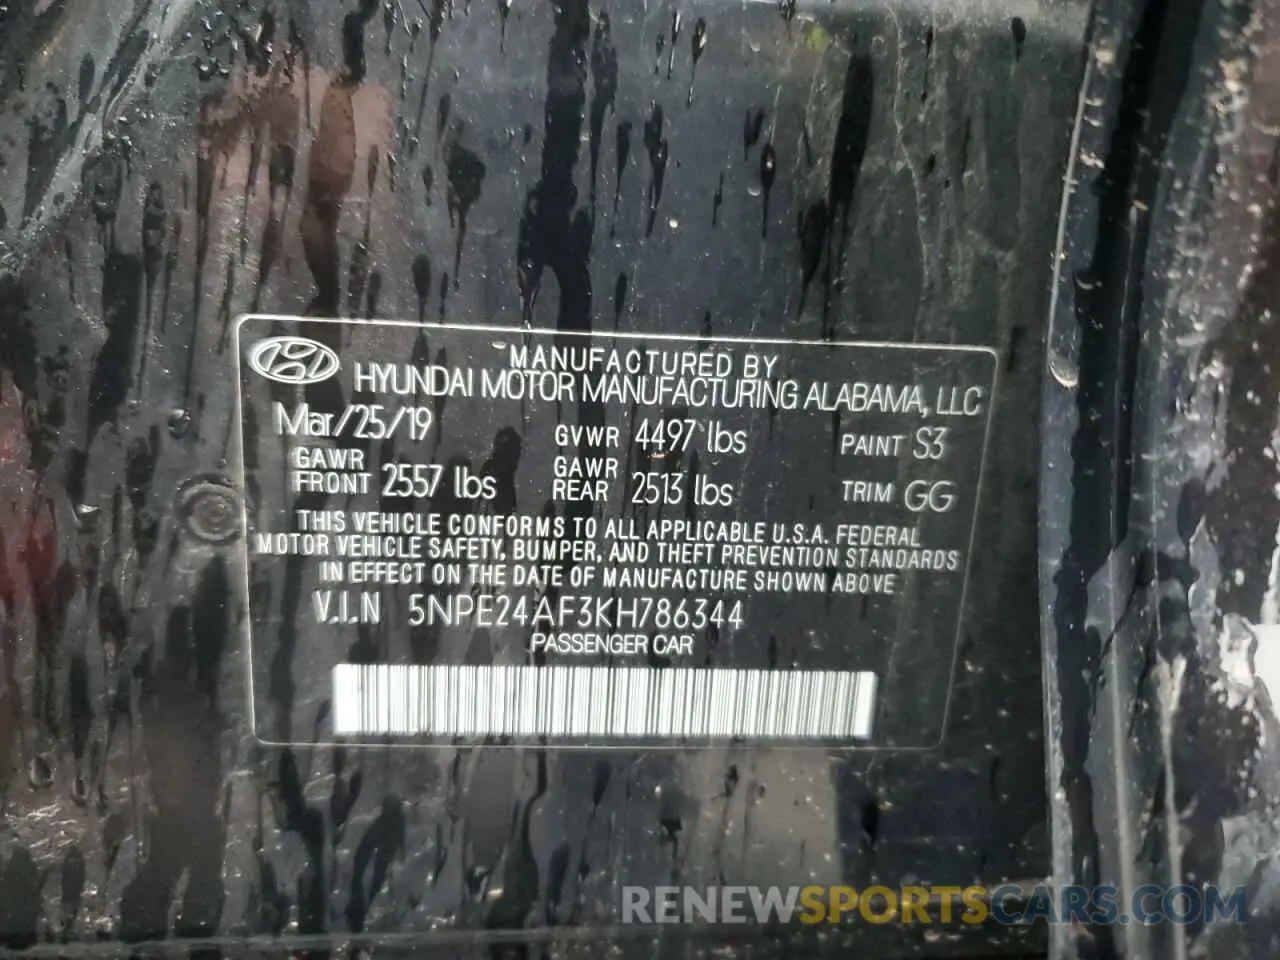 MANUFACTURED BY
HYUNDAI MOTOR MANUFACTURING ALABAMA, LLC
Mar/25/19 GVWR 4497 lbs PAINT S3
GAWR FRONT 2557 lbs GAWR REAR 2513 lbs TRIM GG
THIS VEHICLE CONFORMS TO ALL APPLICABLE U.S.A. FEDERAL
MOTOR VEHICLE SAFETY, BUMPER, AND THEFT PREVENTION STANDARDS
IN EFFECT ON THE DATE OF MANUFACTURE SHOWN ABOVE
V.I.N 5NPE24AF3KH786344
PASSENGER CAR
RENEWSPORTSCARS.COM